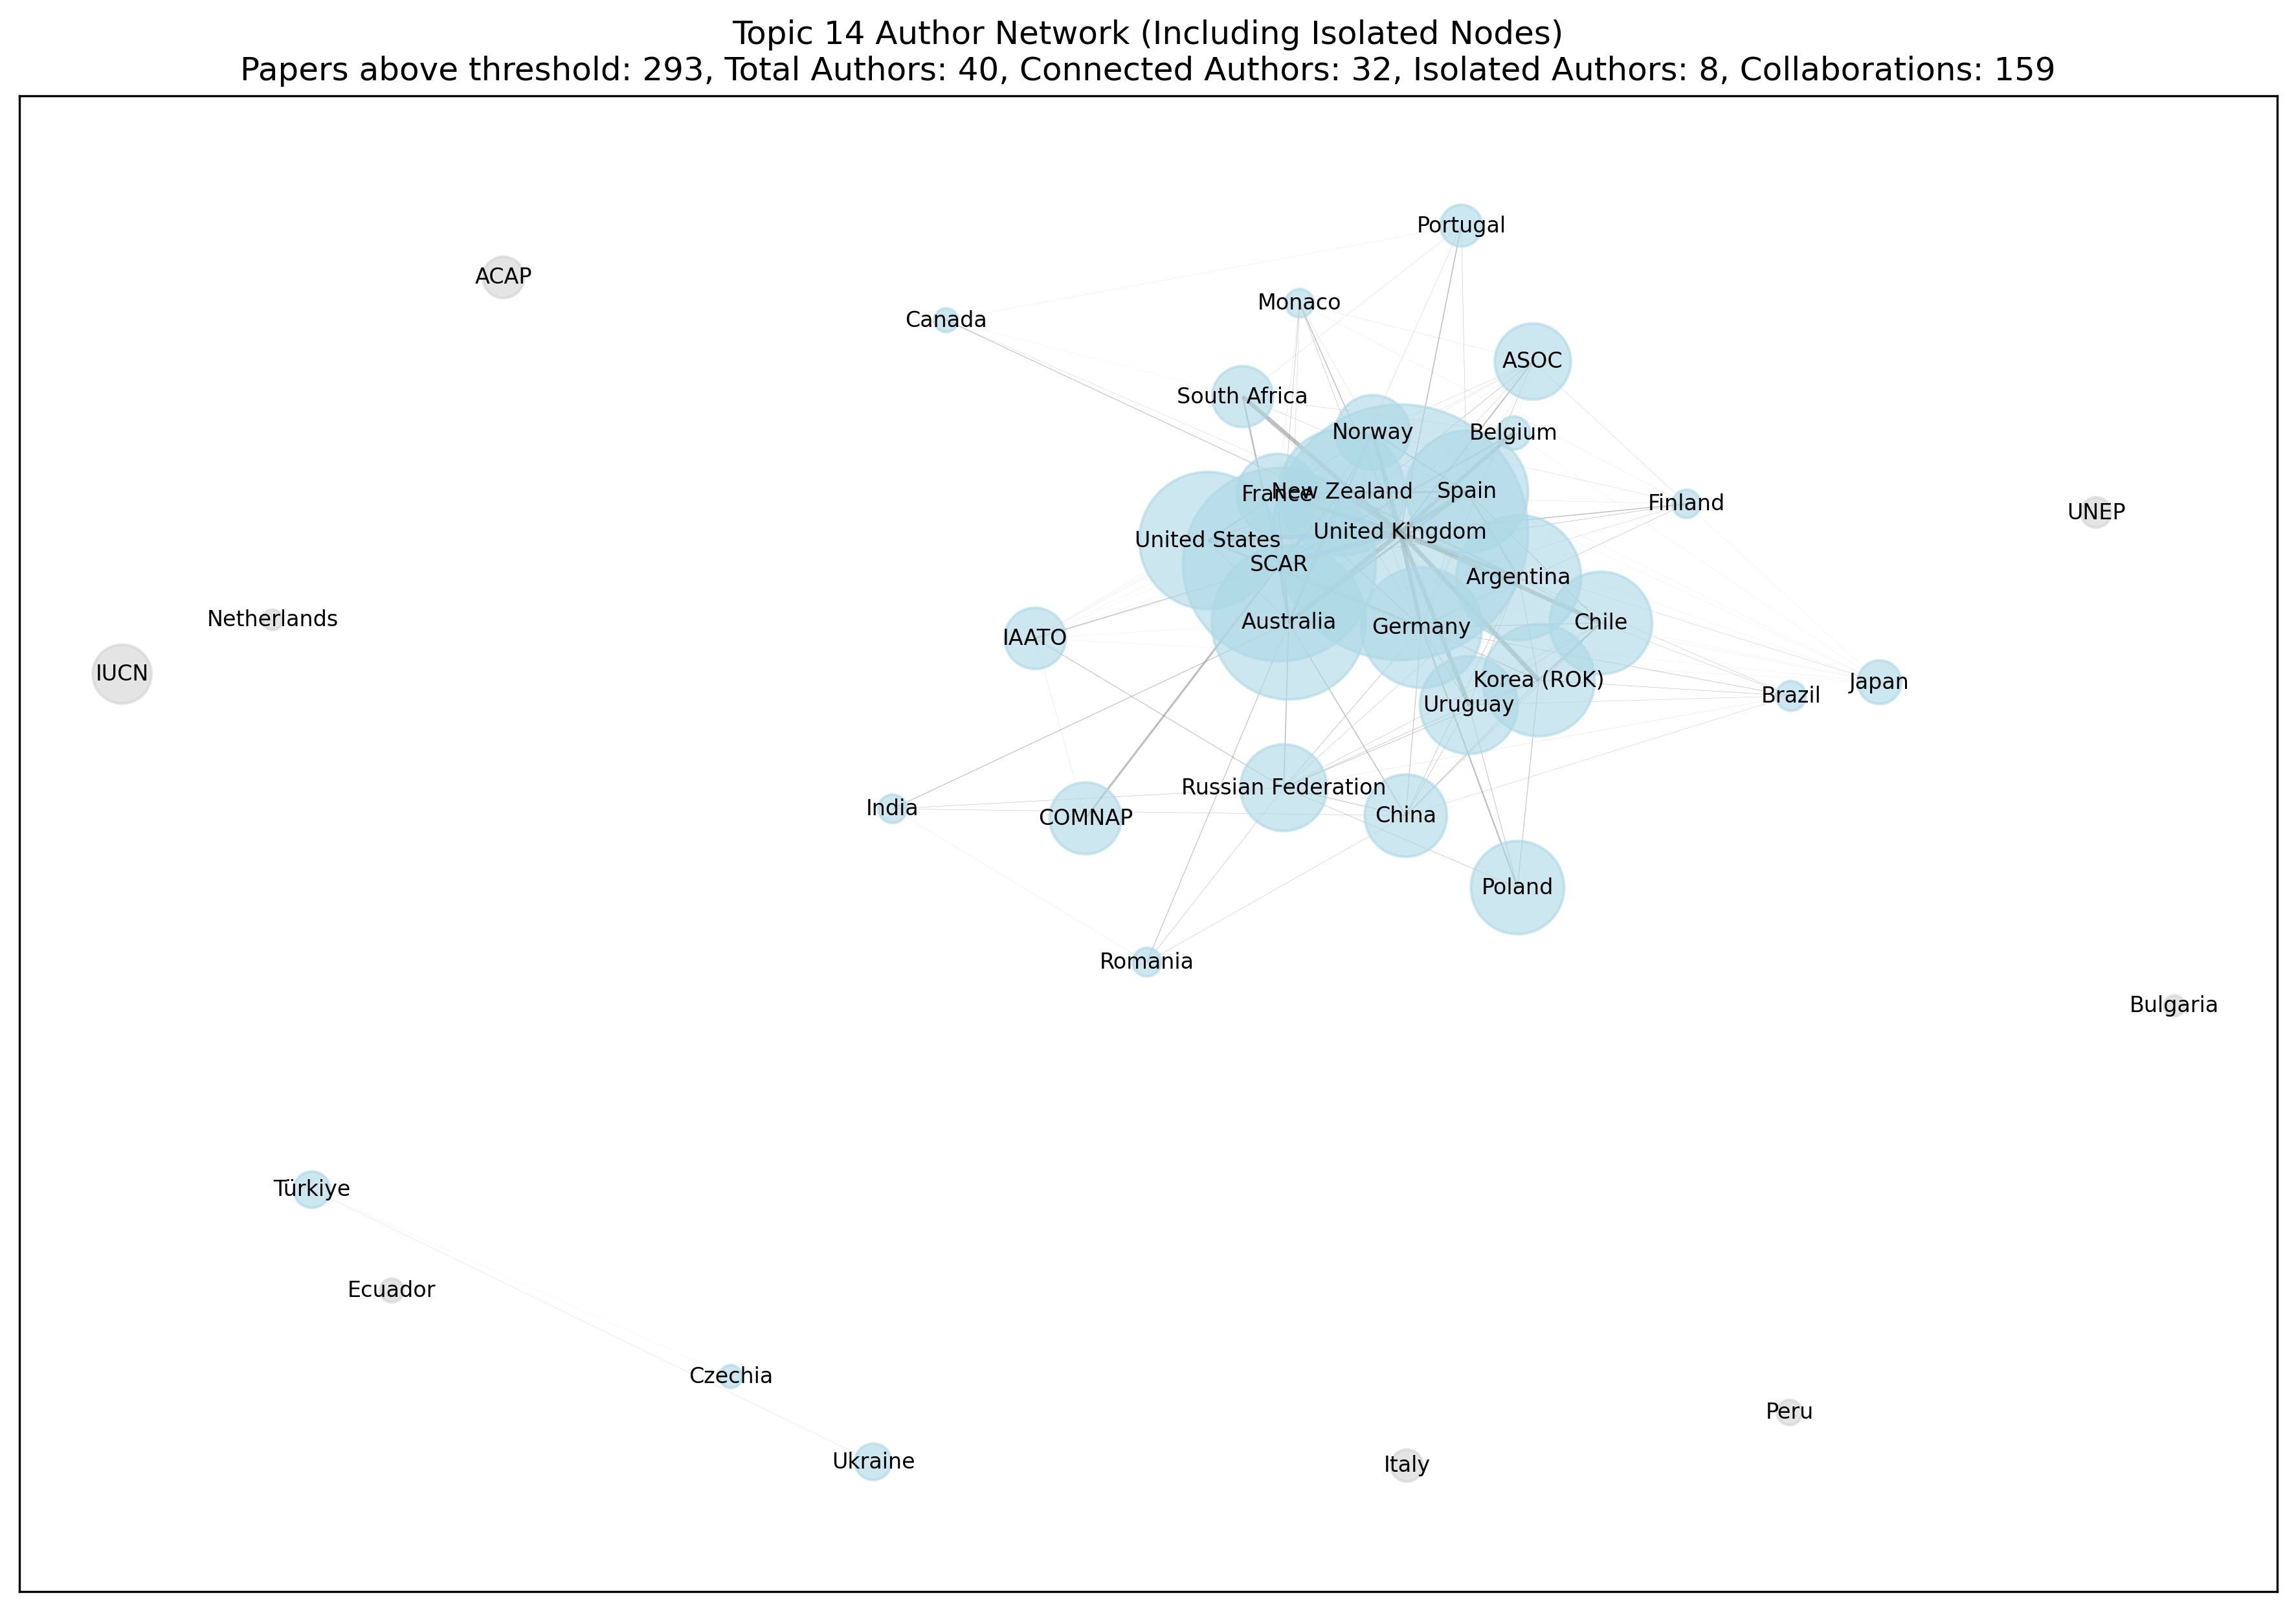 Topic 14 Author Network (Including Isolated Nodes)
Papers above threshold: 293, Total Authors: 40, Connected Authors: 32, Isolated Authors: 8, Collaborations: 159
Portugal
ACAP
Monaco
Canada
ASOC
South Africa
Norway
Belgium
France
New Zealand
Spain
Finland
UNEP
United Kingdom
United States
SCAR
Argentina
Netherlands
Australia
Chile
Germany
IAATO
IUCN
Korea (ROK)
Japan
Brazil
Uruguay
Russian Federation
India
China
COMNAP
Poland
Romania
Bulgaria
Türkiye
Ecuador
Czechia
Peru
Ukraine
Italy